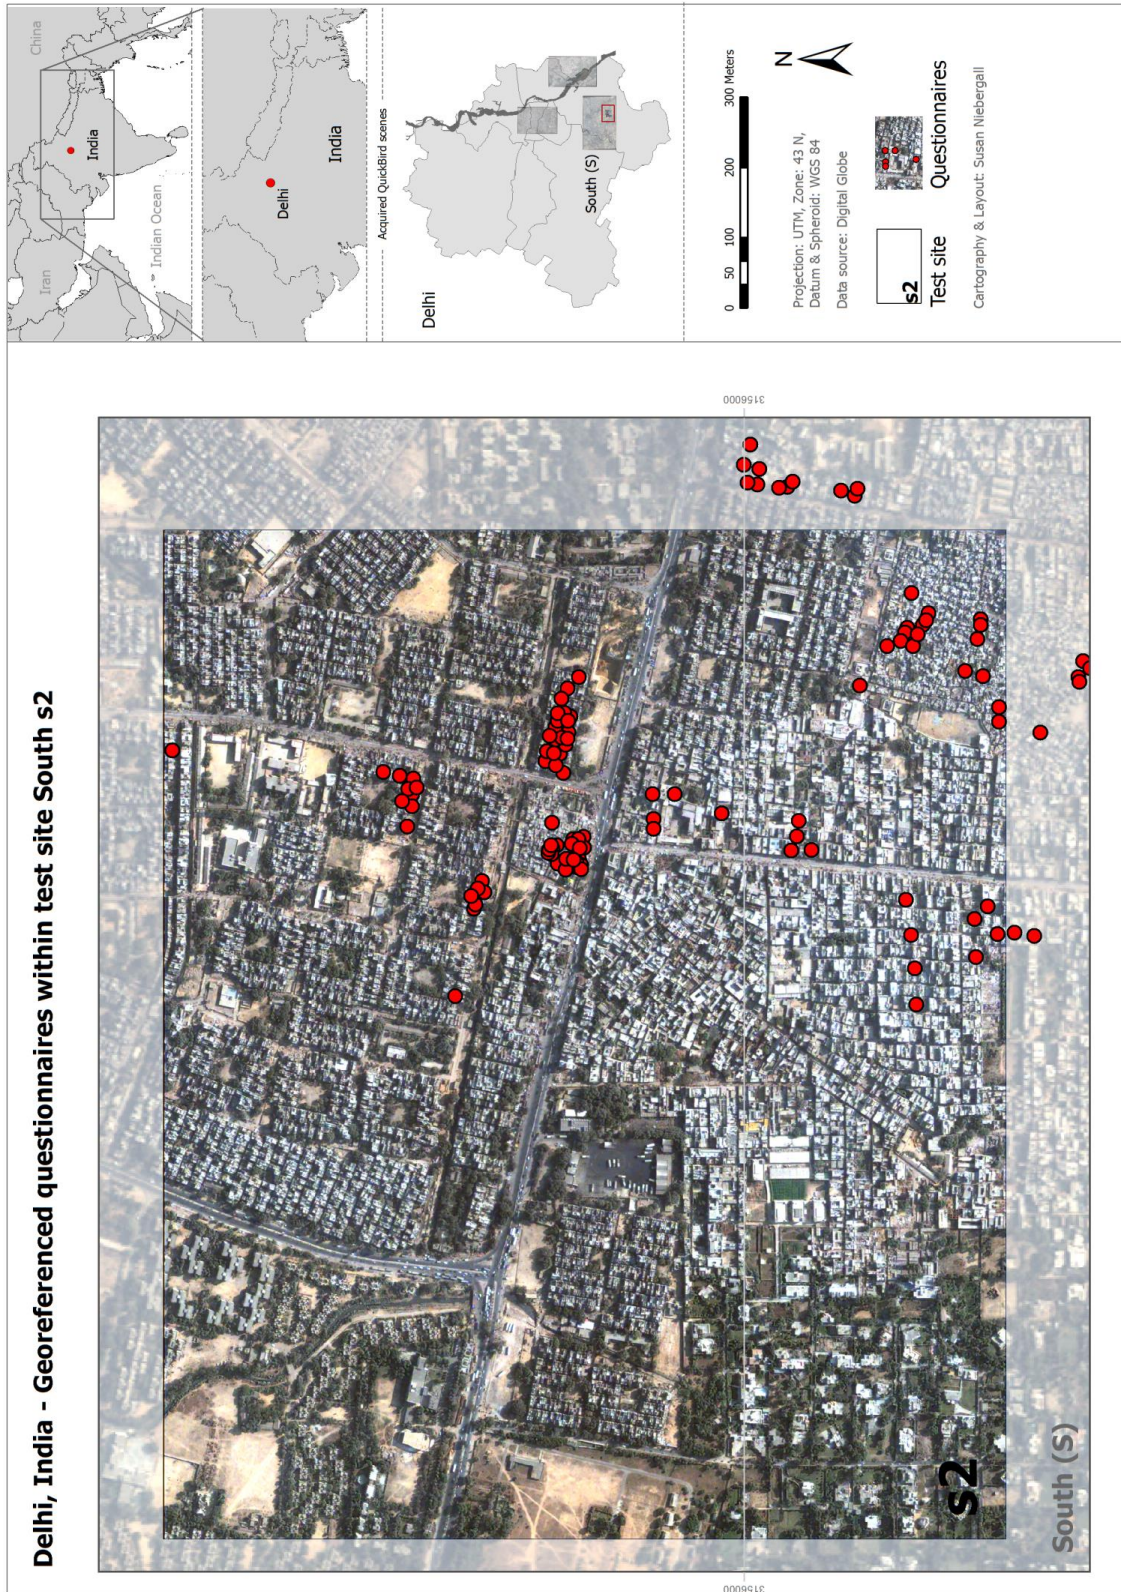 Delhi, India - Georeferenced questionnaires within test site South s2
3156000
3156000
s2
South (S)
China
Iran
India
Indian Ocean
Delhi
India
Acquired QuickBird scenes
Delhi
South (S)
0 50 100 200 300 Meters
N
Projection: UTM, Zone: 43 N,
Datum & Spheroid: WGS 84
Data source: Digital Globe
s2
Test site
Questionnaires
Cartography & Layout: Susan Niebergall